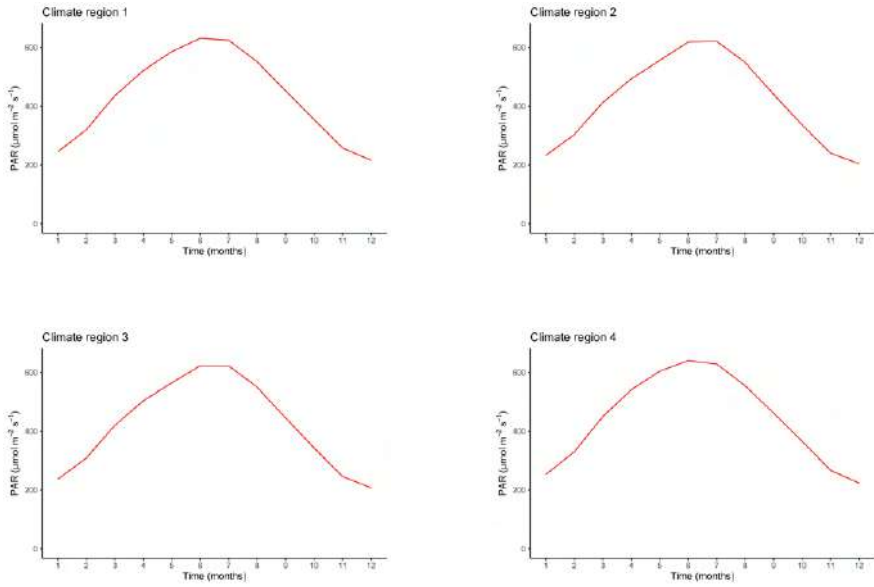 Climate region 1
PAR (μmol m⁻² s⁻¹)
600
400
200
0
1 2 3 4 5 6 7 8 9 10 11 12
Time (months)
Climate region 2
PAR (μmol m⁻² s⁻¹)
600
400
200
0
1 2 3 4 5 6 7 8 9 10 11 12
Time (months)
Climate region 3
PAR (μmol m⁻² s⁻¹)
600
400
200
0
1 2 3 4 5 6 7 8 9 10 11 12
Time (months)
Climate region 4
PAR (μmol m⁻² s⁻¹)
600
400
200
0
1 2 3 4 5 6 7 8 9 10 11 12
Time (months)